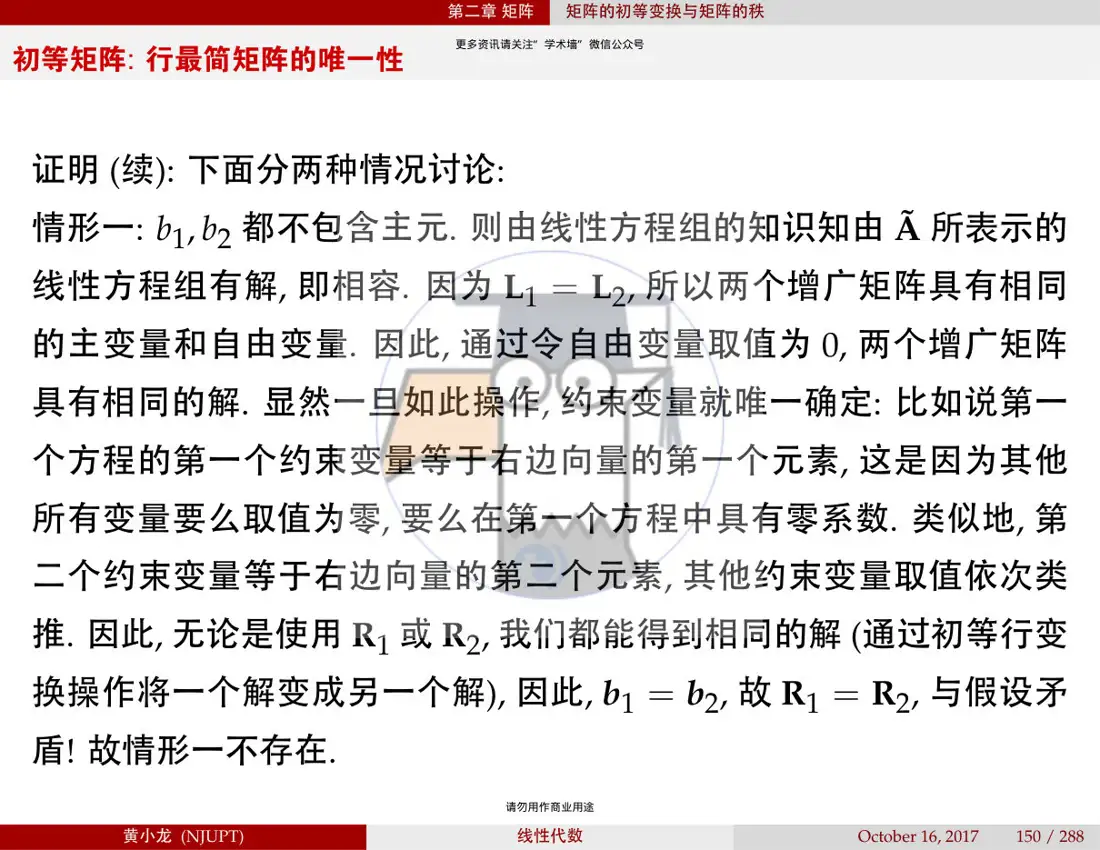 第二章 矩阵 矩阵的初等变换与矩阵的秩
更多资讯请关注“学术墙”微信公众号
初等矩阵: 行最简矩阵的唯一性
证明 (续): 下面分两种情况讨论:
情形一: b₁, b₂ 都不包含主元. 则由线性方程组的知识知由 Ã 所表示的
线性方程组有解, 即相容. 因为 L₁ = L₂, 所以两个增广矩阵具有相同
的主变量和自由变量. 因此, 通过令自由变量取值为 0, 两个增广矩阵
具有相同的解. 显然一旦如此操作, 约束变量就唯一确定: 比如说第一
个方程的第一个约束变量等于右边向量的第一个元素, 这是因为其他
所有变量要么取值为零, 要么在第一个方程中具有零系数. 类似地, 第
二个约束变量等于右边向量的第二个元素, 其他约束变量取值依次类
推. 因此, 无论是使用 R₁ 或 R₂, 我们都能得到相同的解 (通过初等行变
换操作将一个解变成另一个解), 因此, b₁ = b₂, 故 R₁ = R₂, 与假设矛
盾! 故情形一不存在.
请勿用作商业用途
黄小龙 (NJUPT) 线性代数 October 16, 2017 150 / 288